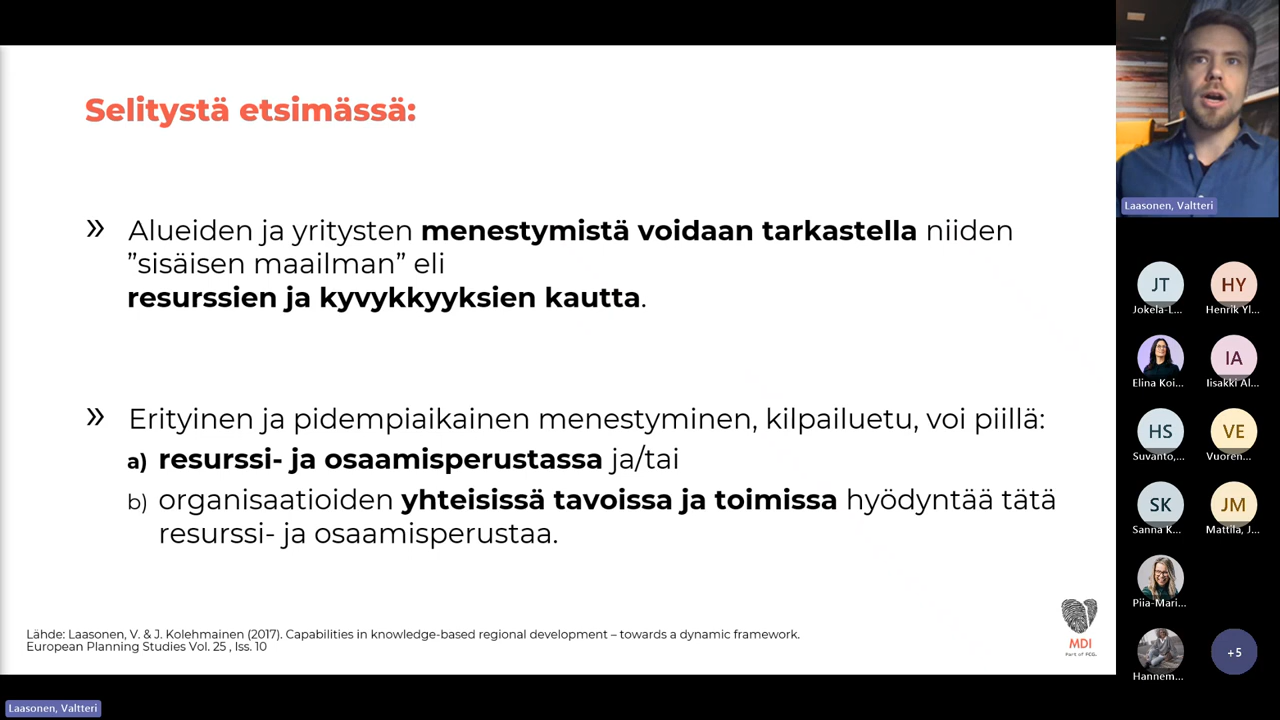 Selitystä etsimässä:
» Alueiden ja yritysten menestymistä voidaan tarkastella niiden
”sisäisen maailman” eli
resurssien ja kyvykkyyksien kautta.
» Erityinen ja pidempiaikainen menestyminen, kilpailuetu, voi piillä:
a) resurssi- ja osaamisperustassa ja/tai
b) organisaatioiden yhteisissä tavoissa ja toimissa hyödyntää tätä
resurssi- ja osaamisperustaa.
Lähde: Laasonen, V. & J. Kolehmainen (2017). Capabilities in knowledge-based regional development – towards a dynamic framework.
European Planning Studies Vol. 25 , Iss. 10
MDI
Part of FCG.
Laasonen, Valtteri
Laasonen, Valtteri
JT
Jokela-L...
HY
Henrik Yl...
Elina Koi...
IA
Iisakki Al...
HS
Suvanto,...
VE
Vuoren...
SK
Sanna K...
JM
Mattila, J...
Piia-Mari...
Hannem...
+5